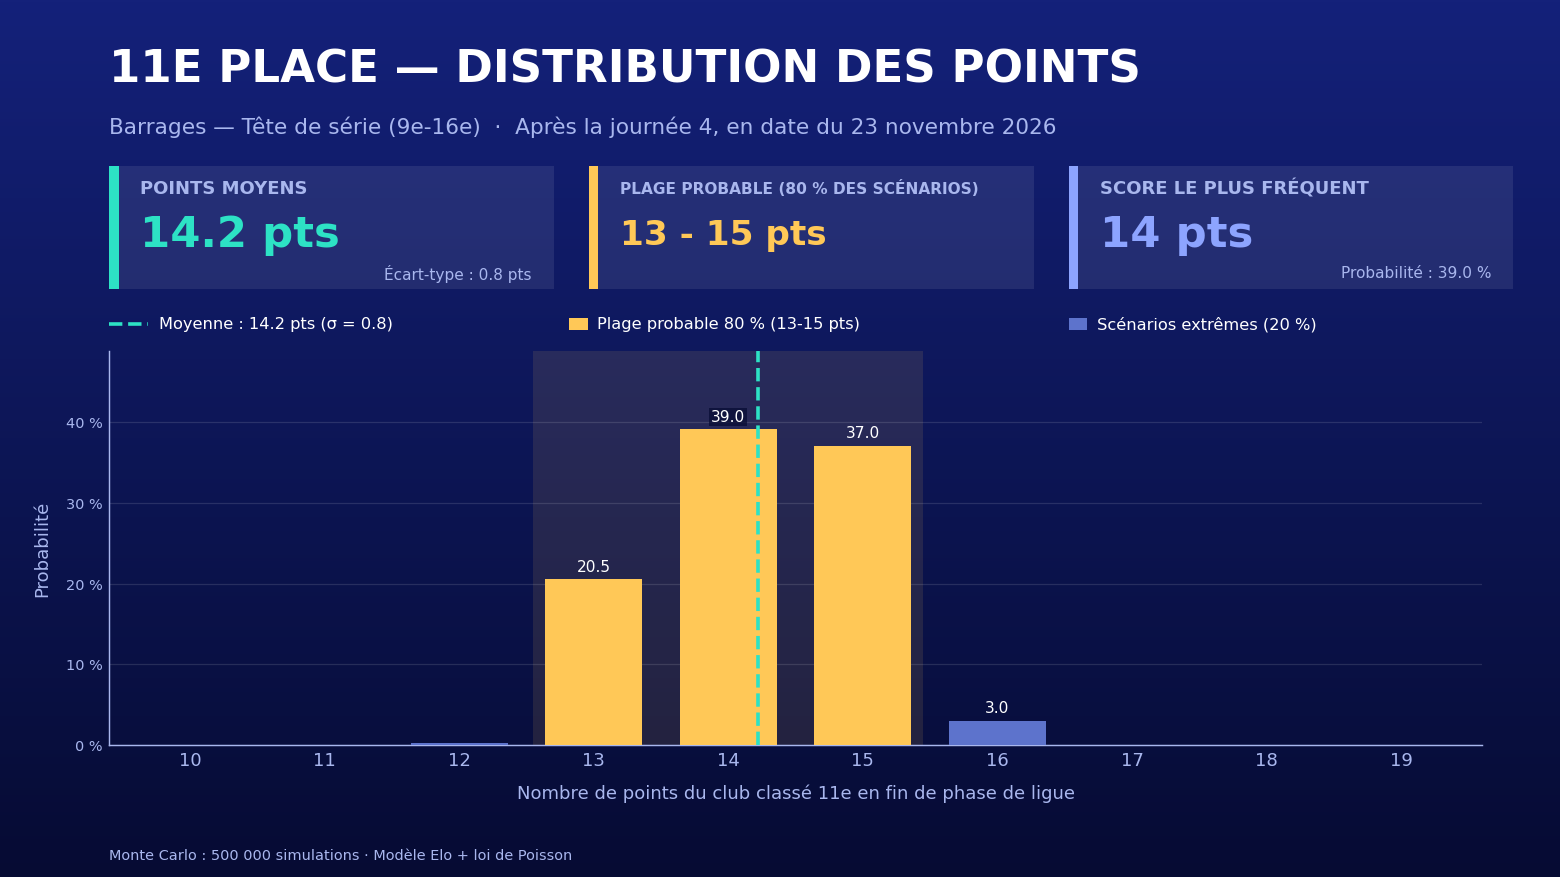 11E PLACE — DISTRIBUTION DES POINTS
Barrages — Tête de série (9e-16e)  ·  Après la journée 4, en date du 23 novembre 2026
POINTS MOYENS
14.2 pts
Écart-type : 0.8 pts
PLAGE PROBABLE (80 % DES SCÉNARIOS)
13 - 15 pts
SCORE LE PLUS FRÉQUENT
14 pts
Probabilité : 39.0 %
Moyenne : 14.2 pts (σ = 0.8)
Plage probable 80 % (13-15 pts)
Scénarios extrêmes (20 %)
Probabilité
40 %
30 %
20 %
10 %
0 %
20.5
39.0
37.0
3.0
10 11 12 13 14 15 16 17 18 19
Nombre de points du club classé 11e en fin de phase de ligue
Monte Carlo : 500 000 simulations · Modèle Elo + loi de Poisson